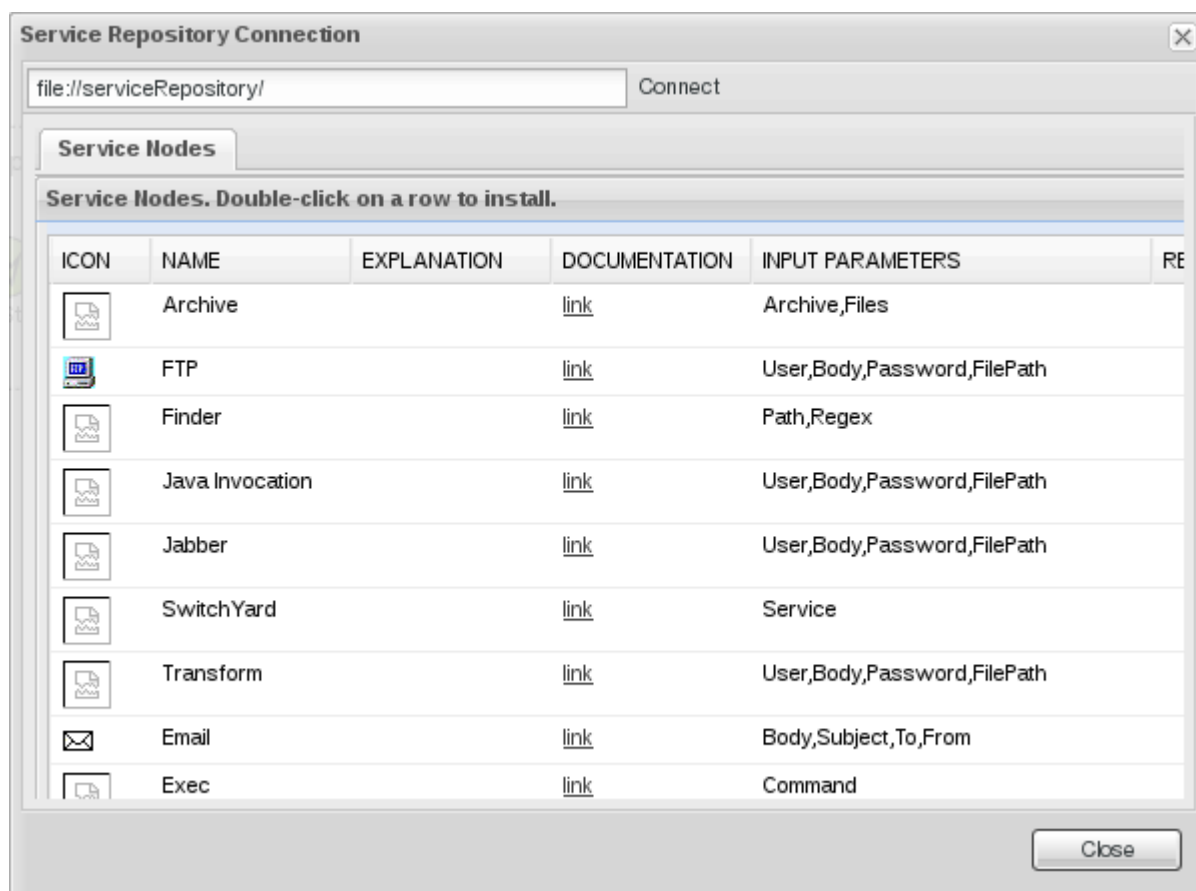 Service Repository Connection
file://serviceRepository/ Connect
Service Nodes
Service Nodes. Double-click on a row to install.
ICON NAME EXPLANATION DOCUMENTATION INPUT PARAMETERS RE
Archive link Archive,Files
FTP link User,Body,Password,FilePath
Finder link Path,Regex
Java Invocation link User,Body,Password,FilePath
Jabber link User,Body,Password,FilePath
SwitchYard link Service
Transform link User,Body,Password,FilePath
Email link Body,Subject,To,From
Exec link Command
Close